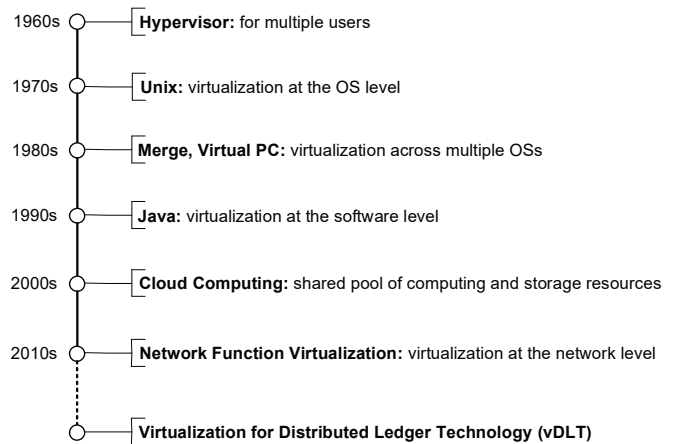 1960s Hypervisor: for multiple users
1970s Unix: virtualization at the OS level
1980s Merge, Virtual PC: virtualization across multiple OSs
1990s Java: virtualization at the software level
2000s Cloud Computing: shared pool of computing and storage resources
2010s Network Function Virtualization: virtualization at the network level
Virtualization for Distributed Ledger Technology (vDLT)